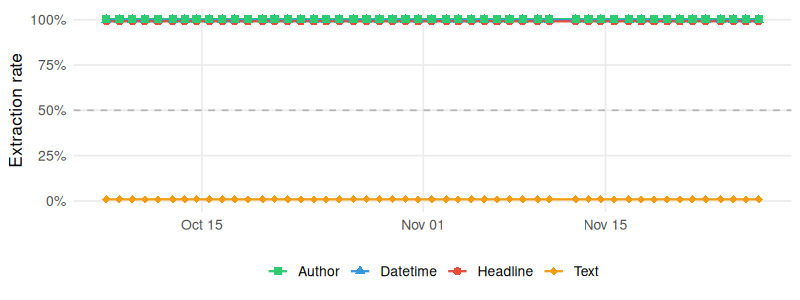 Extraction rate
100%
75%
50%
25%
0%
Oct 15 Nov 01 Nov 15
Author Datetime Headline Text